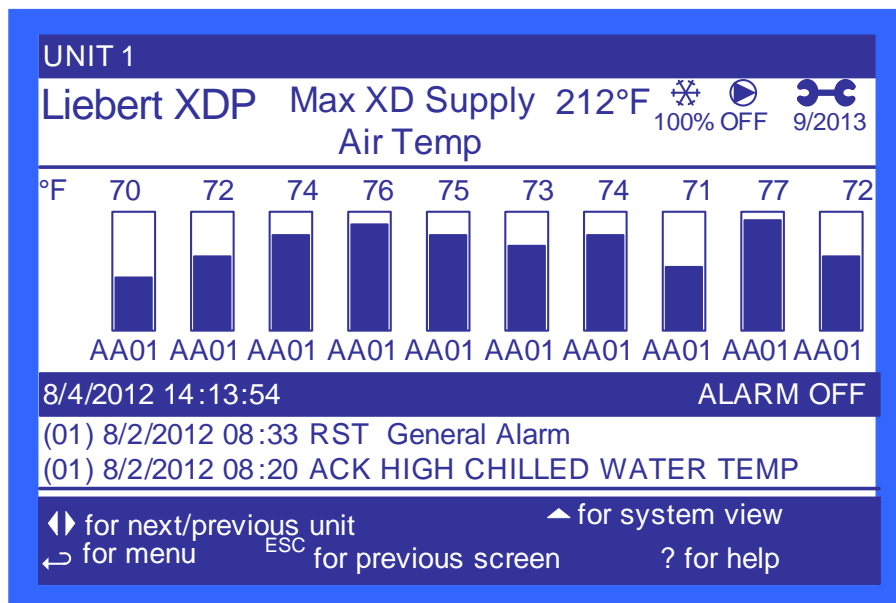 UNIT 1
Liebert XDP Max XD Supply Air Temp 212°F 100% OFF 9/2013
°F 70 72 74 76 75 73 74 71 77 72
AA01 AA01 AA01 AA01 AA01 AA01 AA01 AA01 AA01 AA01
8/4/2012 14:13:54 ALARM OFF
(01) 8/2/2012 08:33 RST General Alarm
(01) 8/2/2012 08:20 ACK HIGH CHILLED WATER TEMP
for next/previous unit for system view
for menu ESC for previous screen ? for help